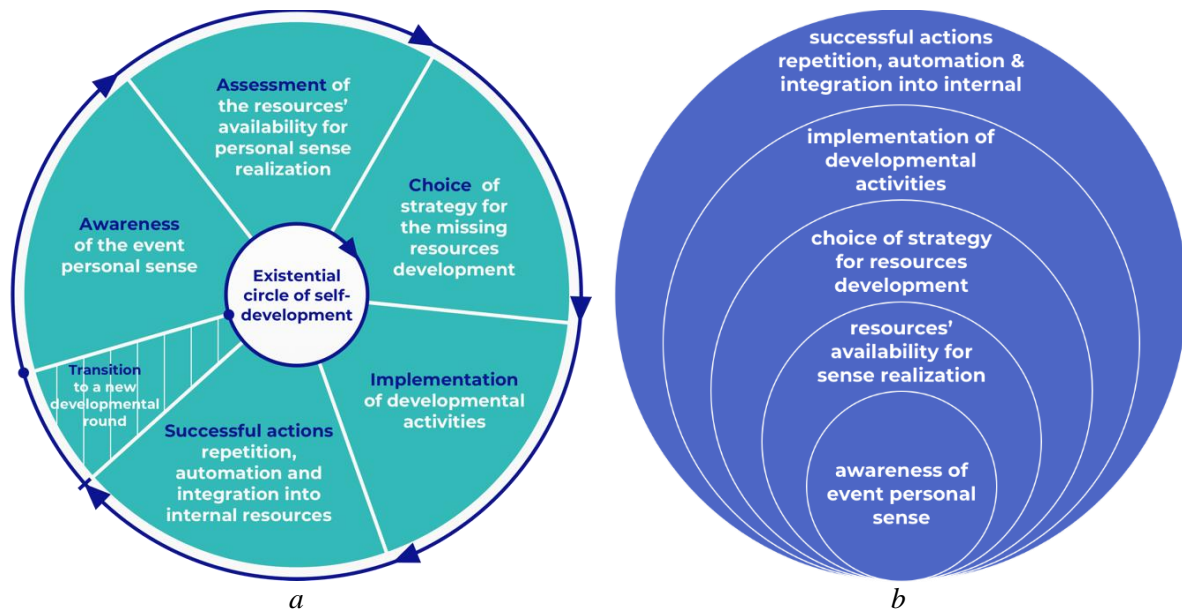 Assessment of
the resources’
availability for
personal sense
realization
Choice of
strategy for
the missing
resources
development
Implementation
of developmental
activities
Successful actions
repetition,
automation and
integration into
internal resources
Transition
to a new
developmental
round
Awareness
of the event
personal sense
Existential
circle of self-
development
a
successful actions
repetition, automation &
integration into internal
implementation of
developmental
activities
choice of strategy
for resources
development
resources’
availability for
sense realization
awareness of
event personal
sense
b